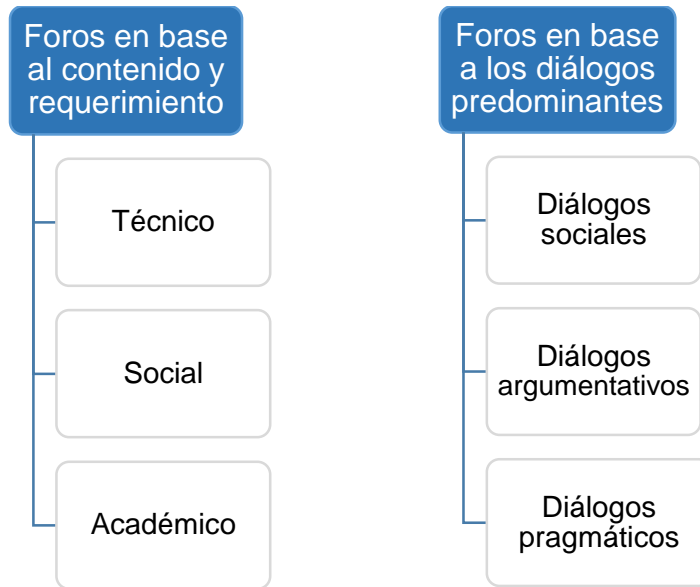 Foros en base
al contenido y
requerimiento
Técnico
Social
Académico
Foros en base
a los diálogos
predominantes
Diálogos
sociales
Diálogos
argumentativos
Diálogos
pragmáticos